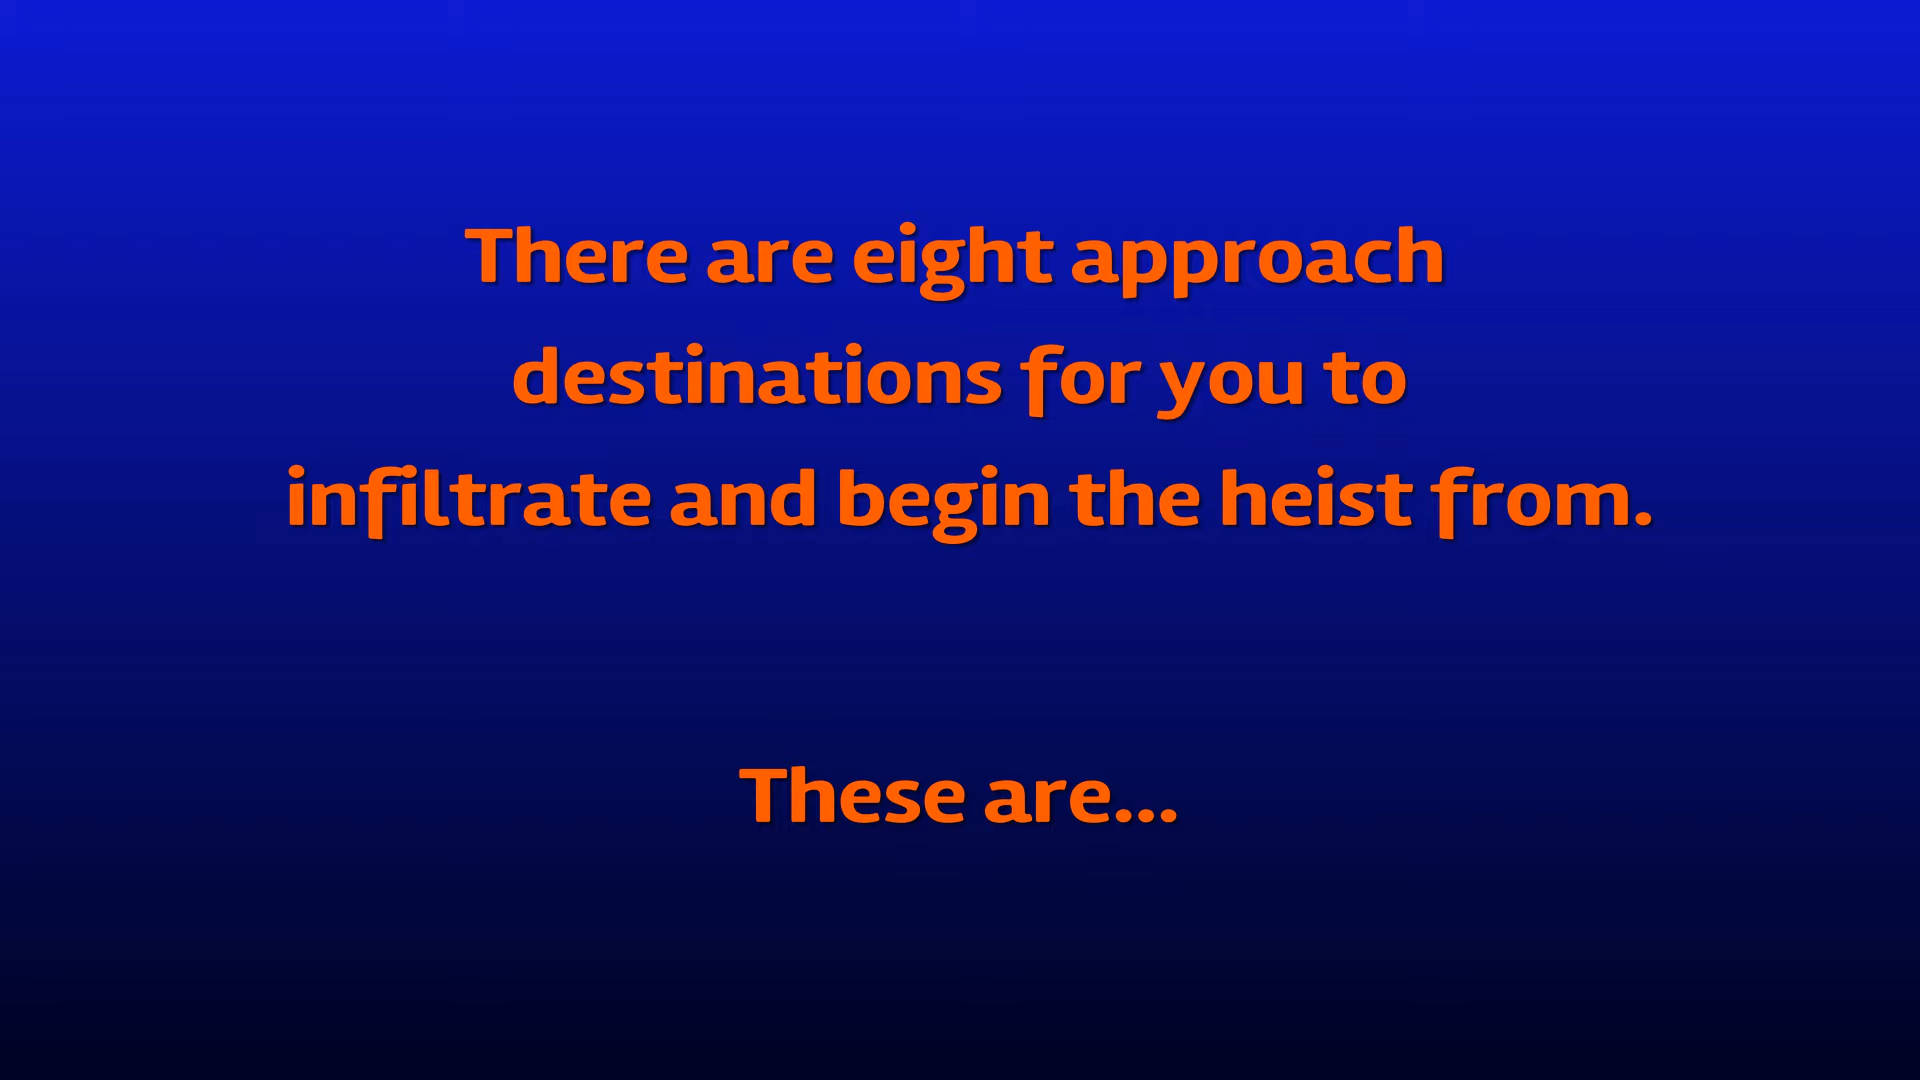 There are eight approach
destinations for you to
infiltrate and begin the heist from.
These are...